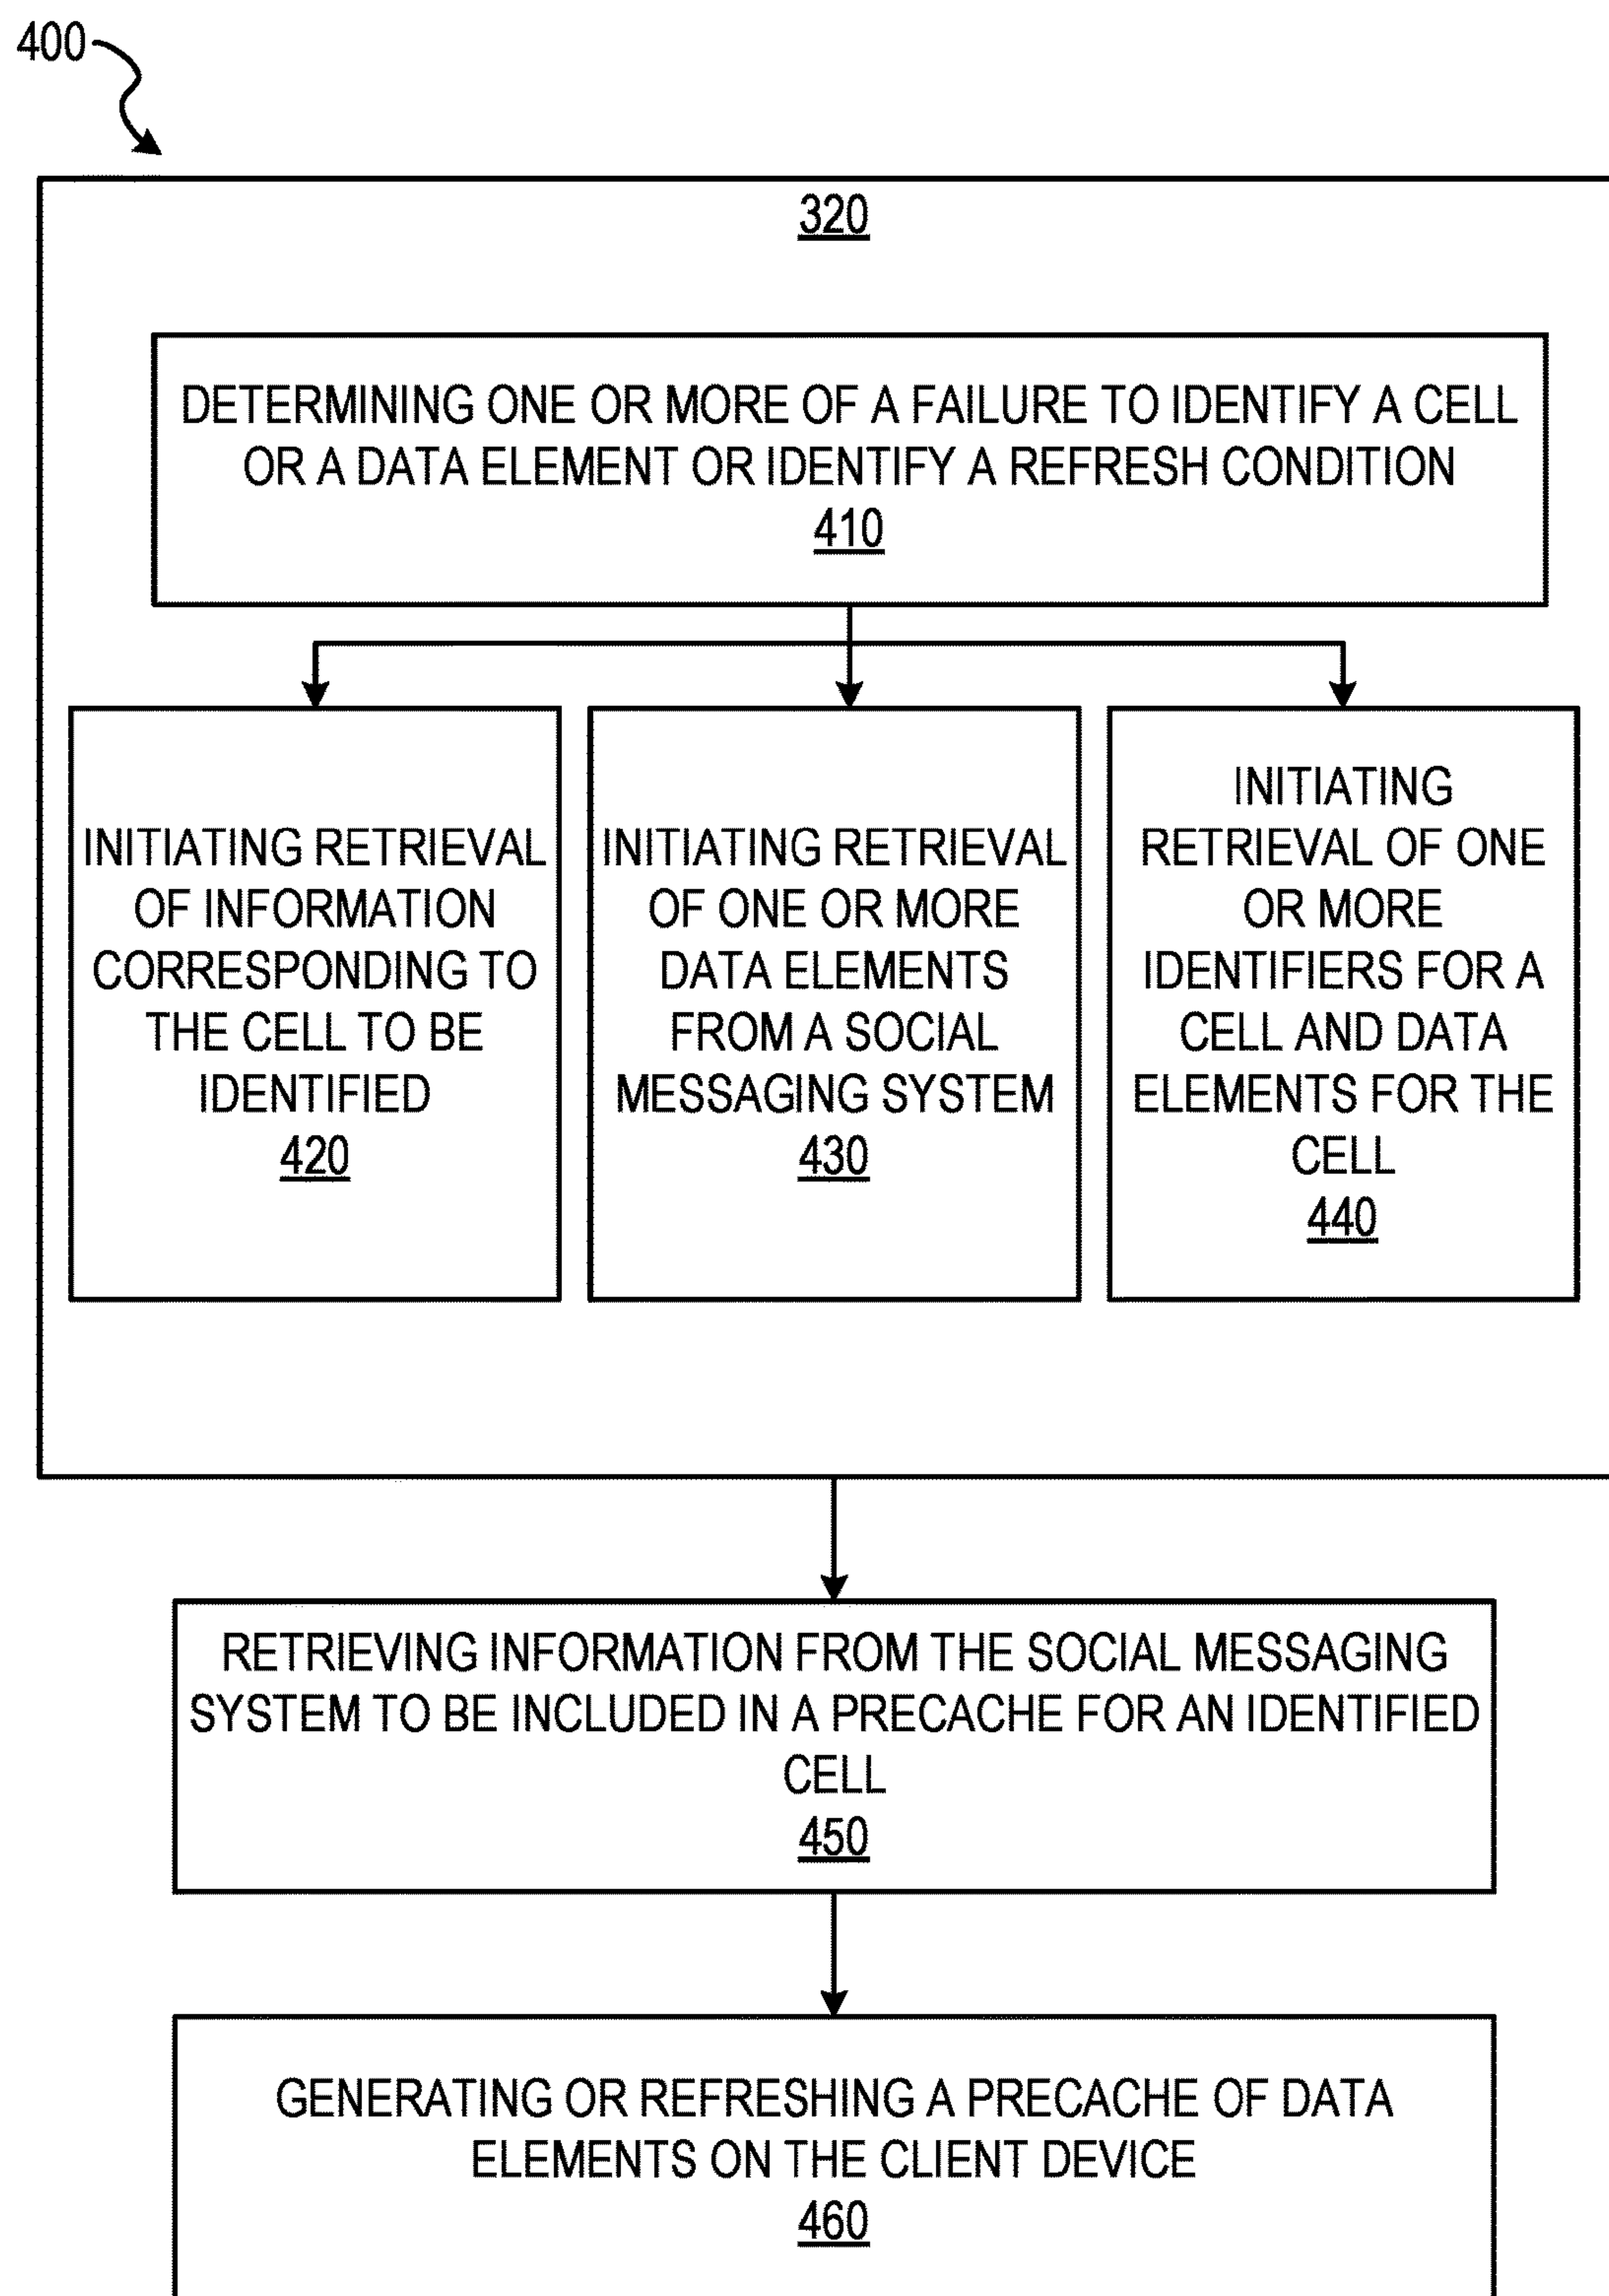 400
320
DETERMINING ONE OR MORE OF A FAILURE TO IDENTIFY A CELL
OR A DATA ELEMENT OR IDENTIFY A REFRESH CONDITION
410
INITIATING RETRIEVAL
OF INFORMATION
CORRESPONDING TO
THE CELL TO BE
IDENTIFIED
420
INITIATING RETRIEVAL
OF ONE OR MORE
DATA ELEMENTS
FROM A SOCIAL
MESSAGING SYSTEM
430
INITIATING
RETRIEVAL OF ONE
OR MORE
IDENTIFIERS FOR A
CELL AND DATA
ELEMENTS FOR THE
CELL
440
RETRIEVING INFORMATION FROM THE SOCIAL MESSAGING
SYSTEM TO BE INCLUDED IN A PRECACHE FOR AN IDENTIFIED
CELL
450
GENERATING OR REFRESHING A PRECACHE OF DATA
ELEMENTS ON THE CLIENT DEVICE
460